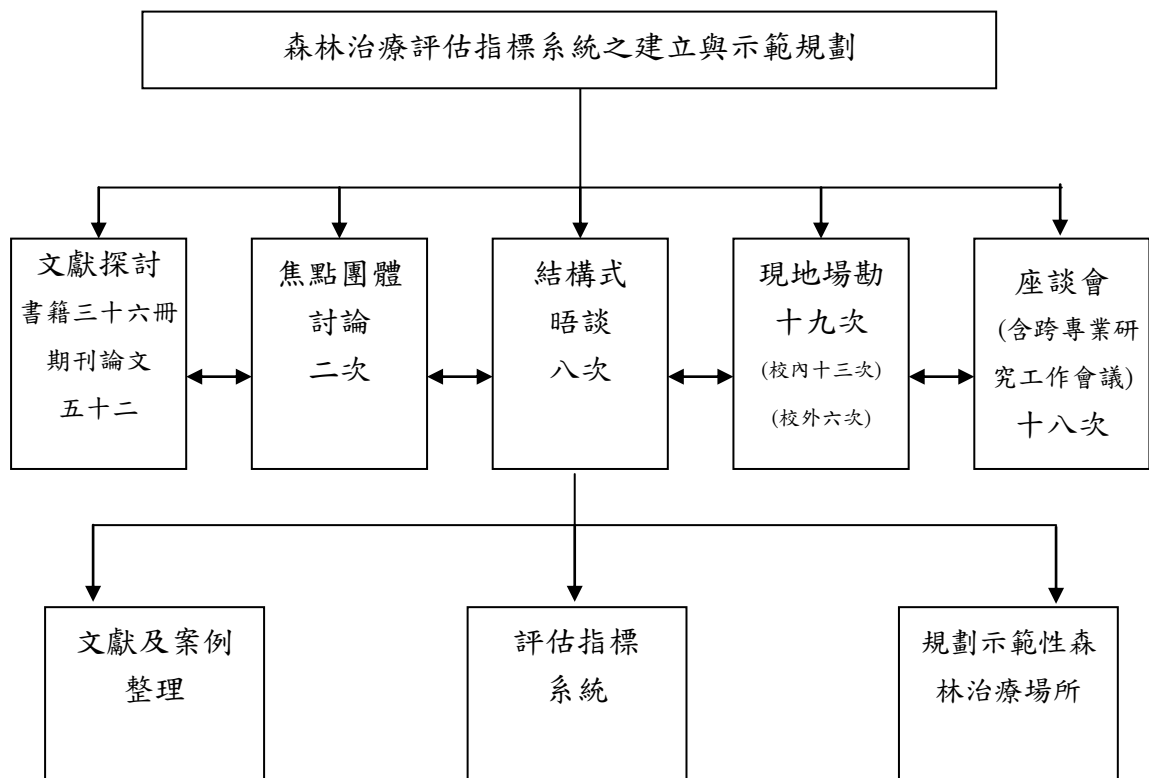 森林治療評估指標系統之建立與示範規劃
文獻探討
書籍三十六冊
期刊論文
五十二
焦點團體
討論
二次
結構式
晤談
八次
現地場勘
十九次
(校內十三次)
(校外六次)
座談會
(含跨專業研
究工作會議)
十八次
文獻及案例
整理
評估指標
系統
規劃示範性森
林治療場所